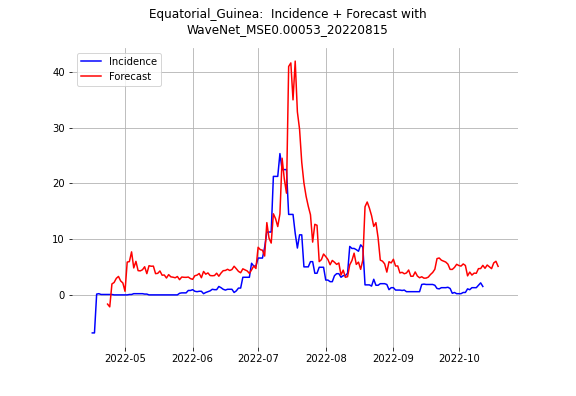 Equatorial_Guinea:  Incidence + Forecast with
WaveNet_MSE0.00053_20220815
Incidence
Forecast
40
30
20
10
0
2022-05
2022-06
2022-07
2022-08
2022-09
2022-10